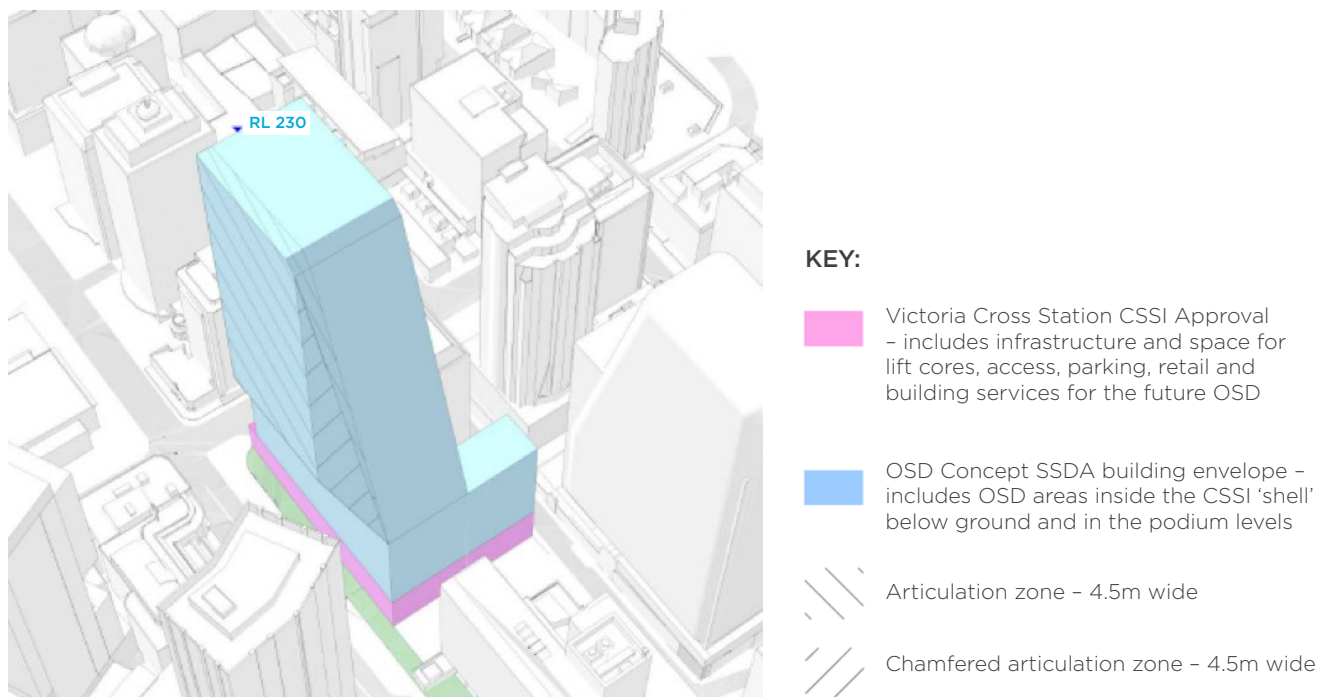 RL 230
KEY:
Victoria Cross Station CSSI Approval
– includes infrastructure and space for
lift cores, access, parking, retail and
building services for the future OSD
OSD Concept SSDA building envelope –
includes OSD areas inside the CSSI ‘shell’
below ground and in the podium levels
Articulation zone – 4.5m wide
Chamfered articulation zone – 4.5m wide